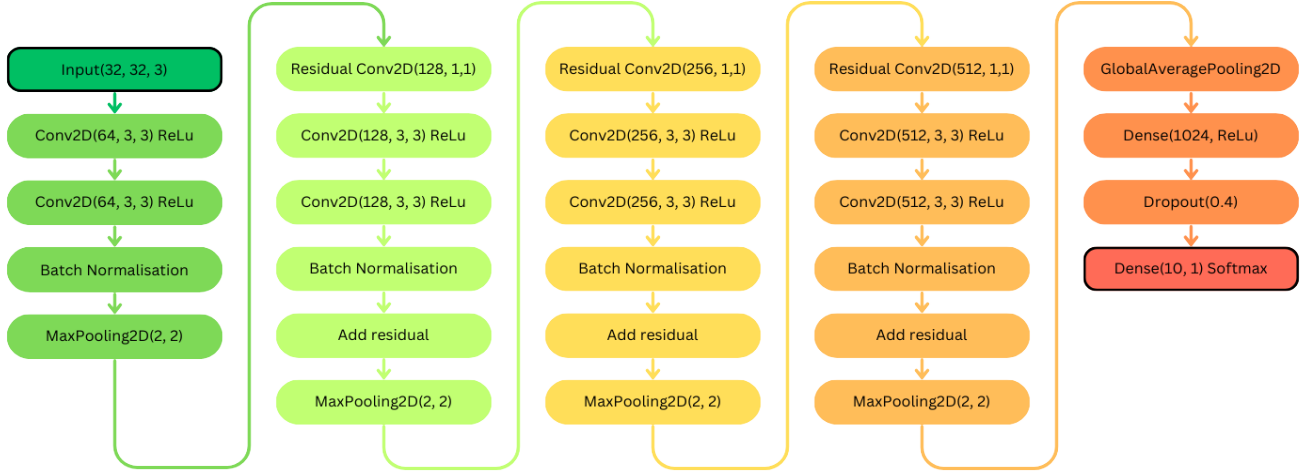 Input(32, 32, 3)
Conv2D(64, 3, 3) ReLu
Conv2D(64, 3, 3) ReLu
Batch Normalisation
MaxPooling2D(2, 2)
Residual Conv2D(128, 1,1)
Conv2D(128, 3, 3) ReLu
Conv2D(128, 3, 3) ReLu
Batch Normalisation
Add residual
MaxPooling2D(2, 2)
Residual Conv2D(256, 1,1)
Conv2D(256, 3, 3) ReLu
Conv2D(256, 3, 3) ReLu
Batch Normalisation
Add residual
MaxPooling2D(2, 2)
Residual Conv2D(512, 1,1)
Conv2D(512, 3, 3) ReLu
Conv2D(512, 3, 3) ReLu
Batch Normalisation
Add residual
MaxPooling2D(2, 2)
GlobalAveragePooling2D
Dense(1024, ReLu)
Dropout(0.4)
Dense(10, 1) Softmax